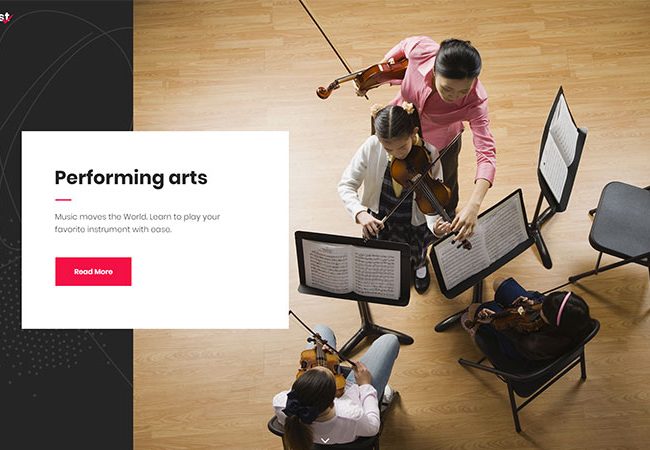 st
Performing arts
Music moves the World. Learn to play your
favorite instrument with ease.
Read More